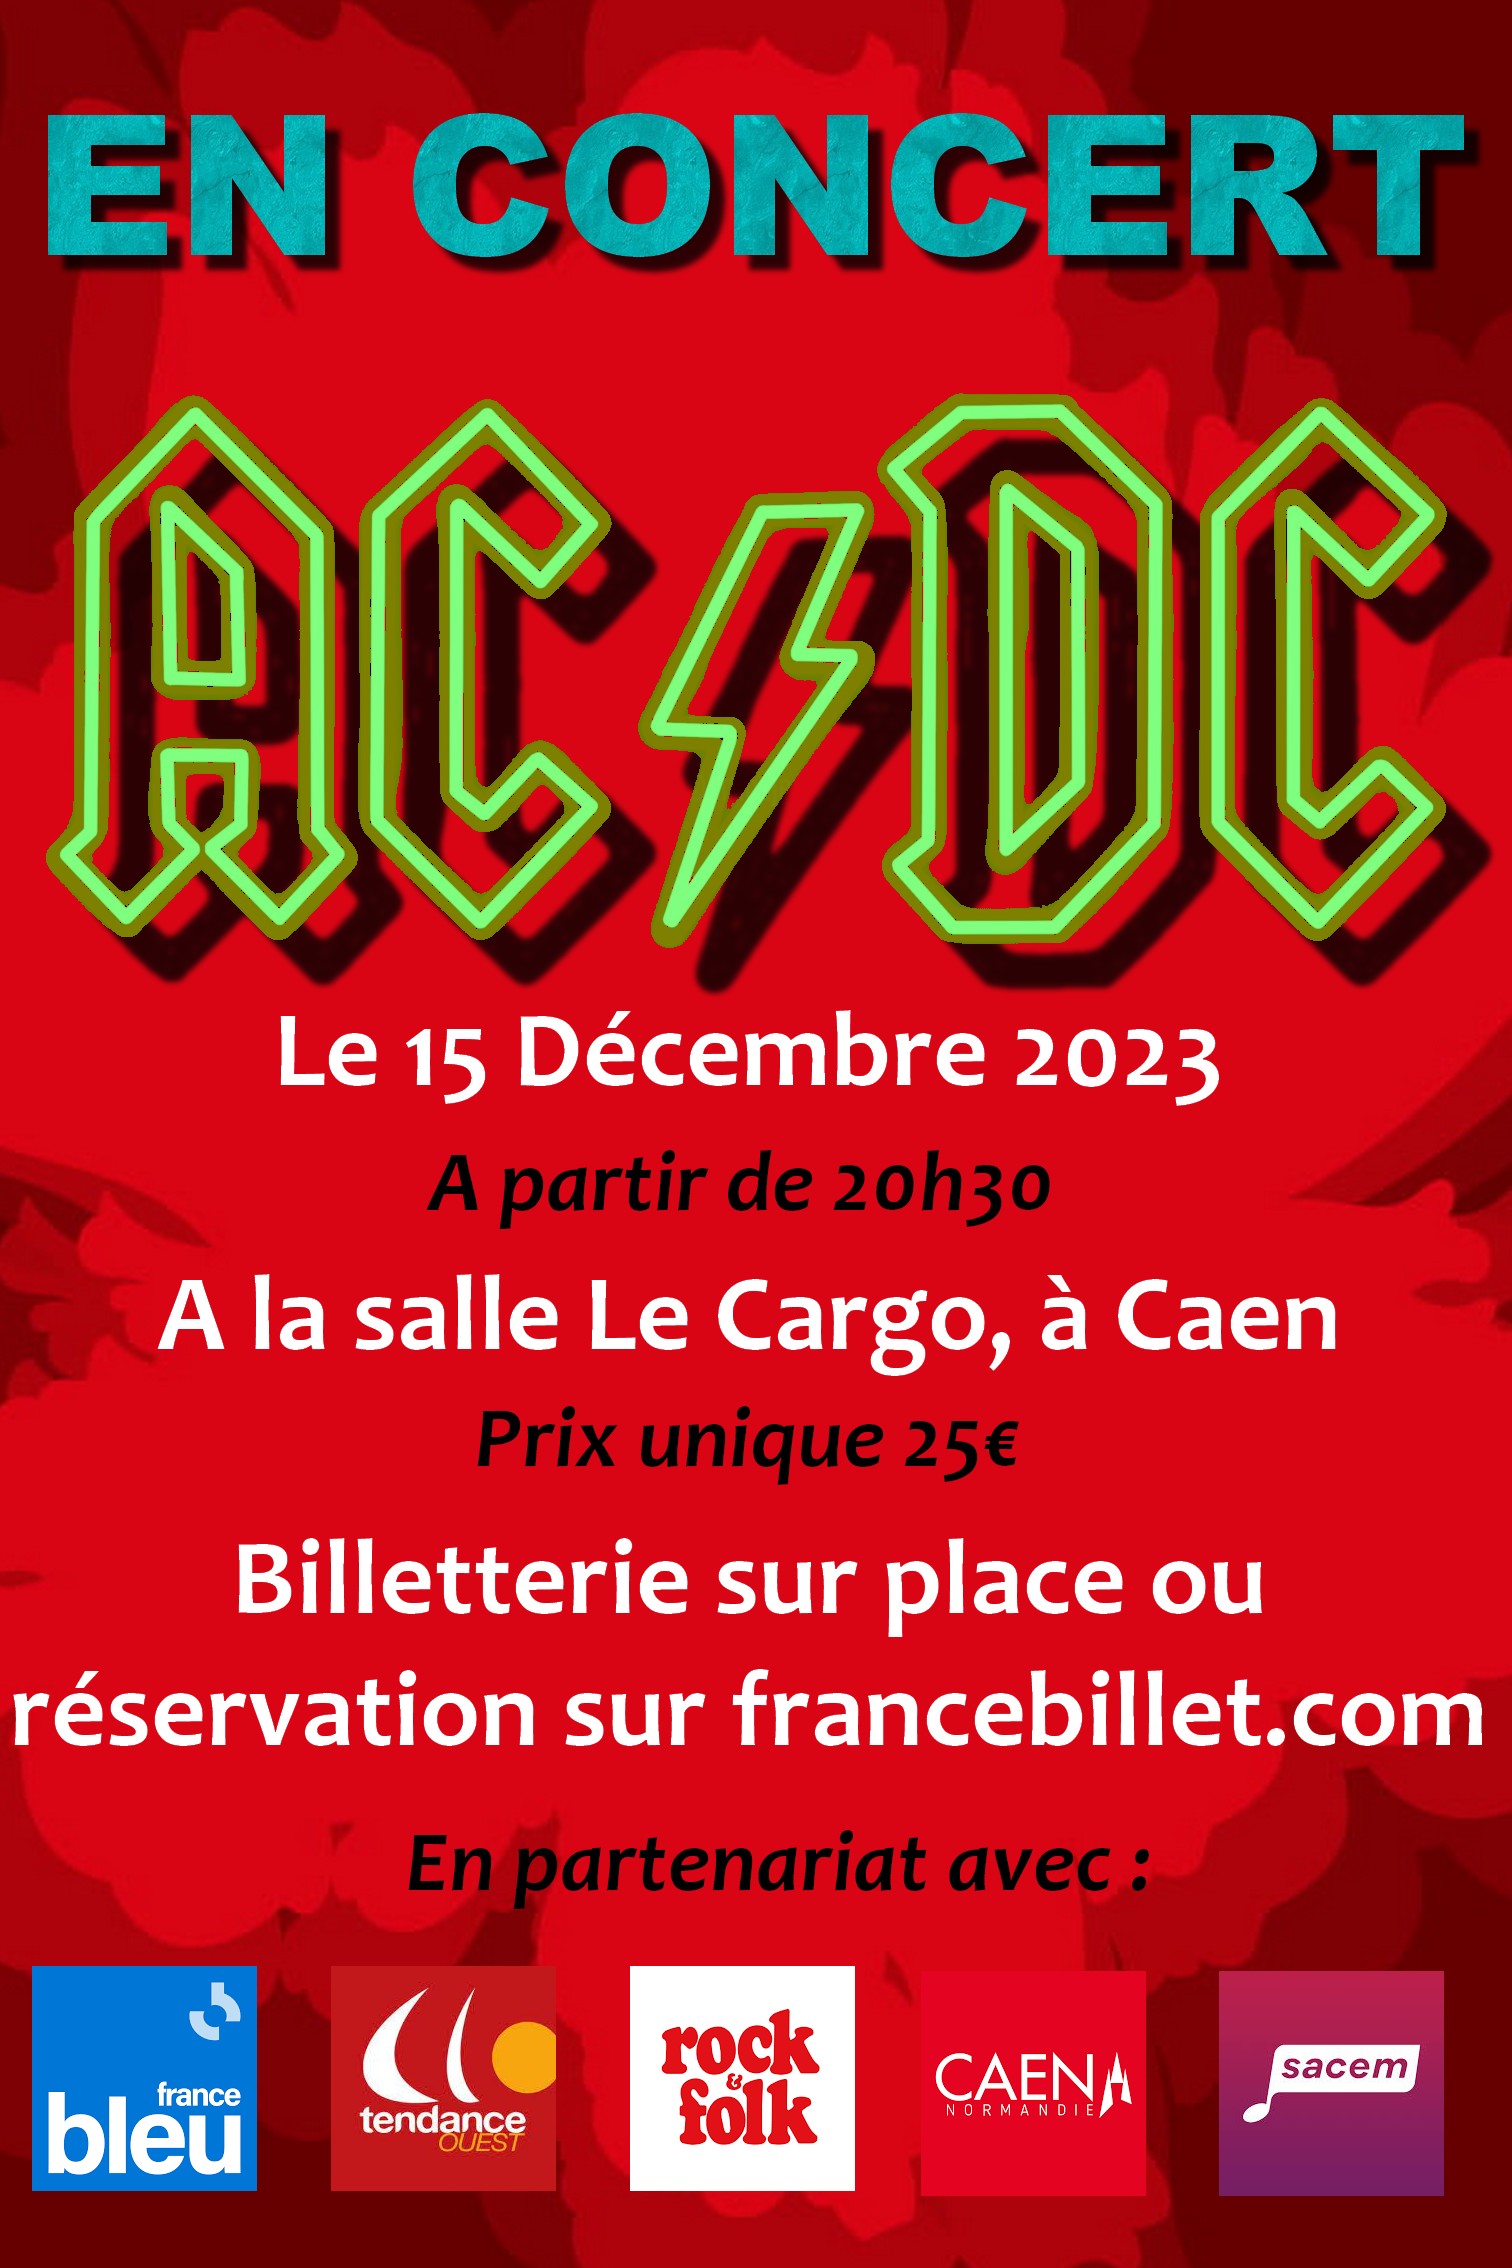 EN CONCERT
AC/DC
Le 15 Décembre 2023
A partir de 20h30
A la salle Le Cargo, à Caen
Prix unique 25€
Billetterie sur place ou
réservation sur francebillet.com
En partenariat avec :
france
bleu
tendance
OUEST
rock
&
folk
CAEN
NORMANDIE
sacem